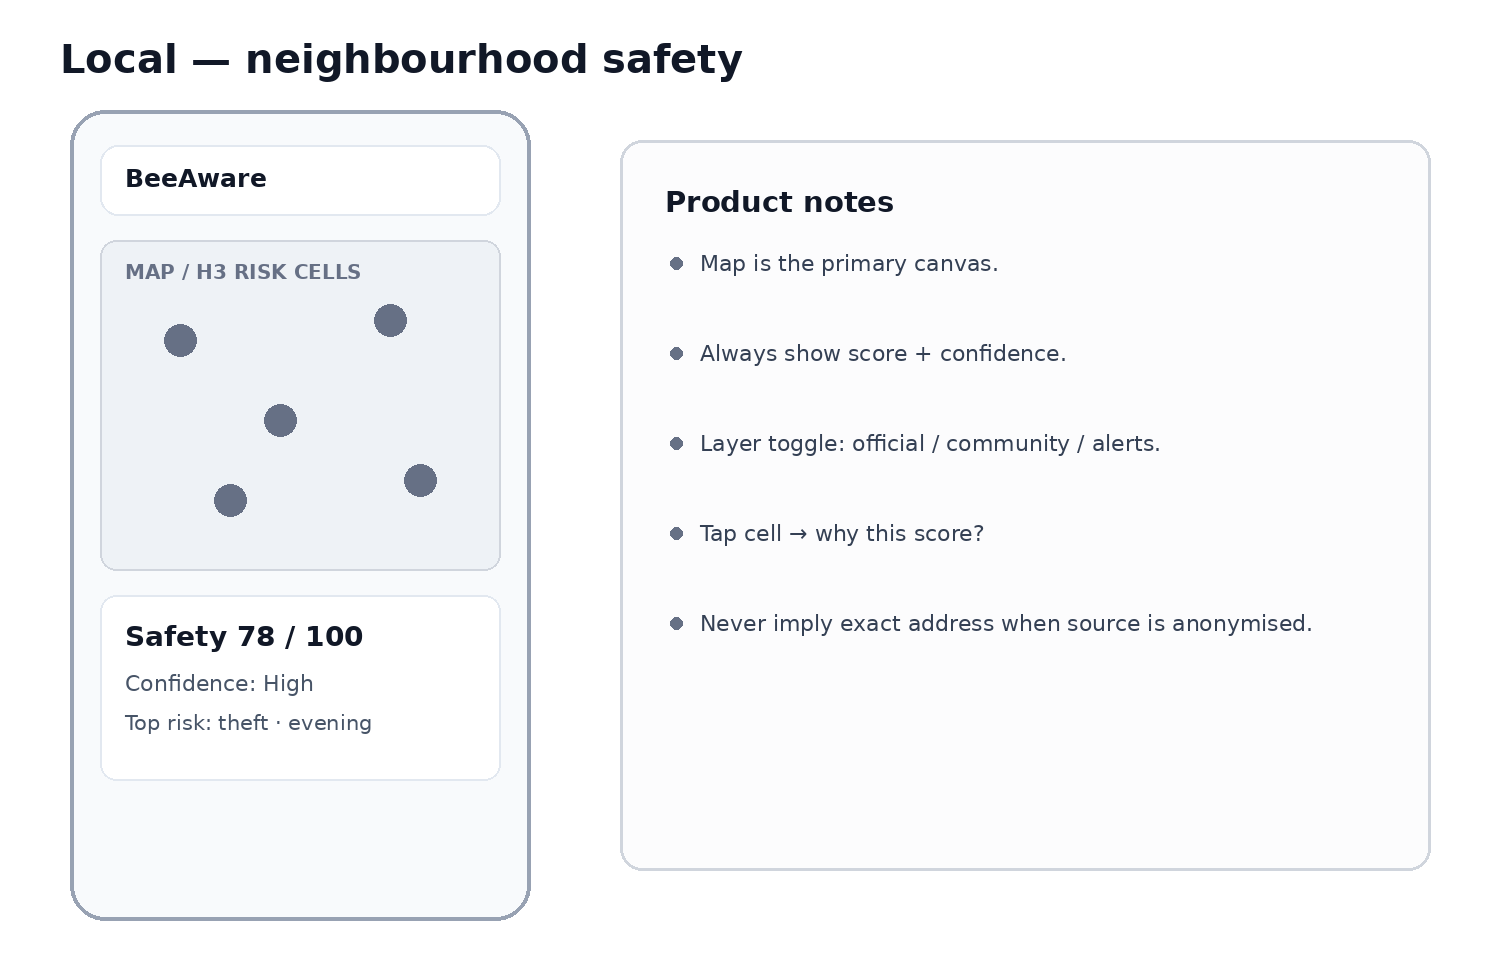 Local — neighbourhood safety
BeeAware
MAP / H3 RISK CELLS
Safety 78 / 100
Confidence: High
Top risk: theft · evening
Product notes
Map is the primary canvas.
Always show score + confidence.
Layer toggle: official / community / alerts.
Tap cell → why this score?
Never imply exact address when source is anonymised.